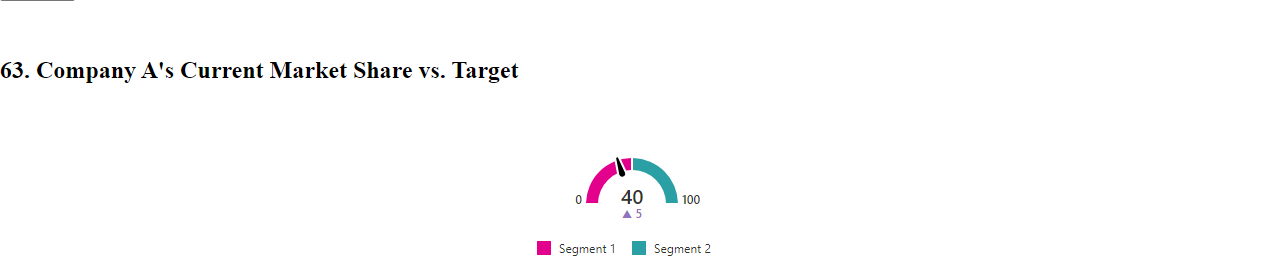 63. Company A's Current Market Share vs. Target
0 40 100
▲ 5
Segment 1 Segment 2